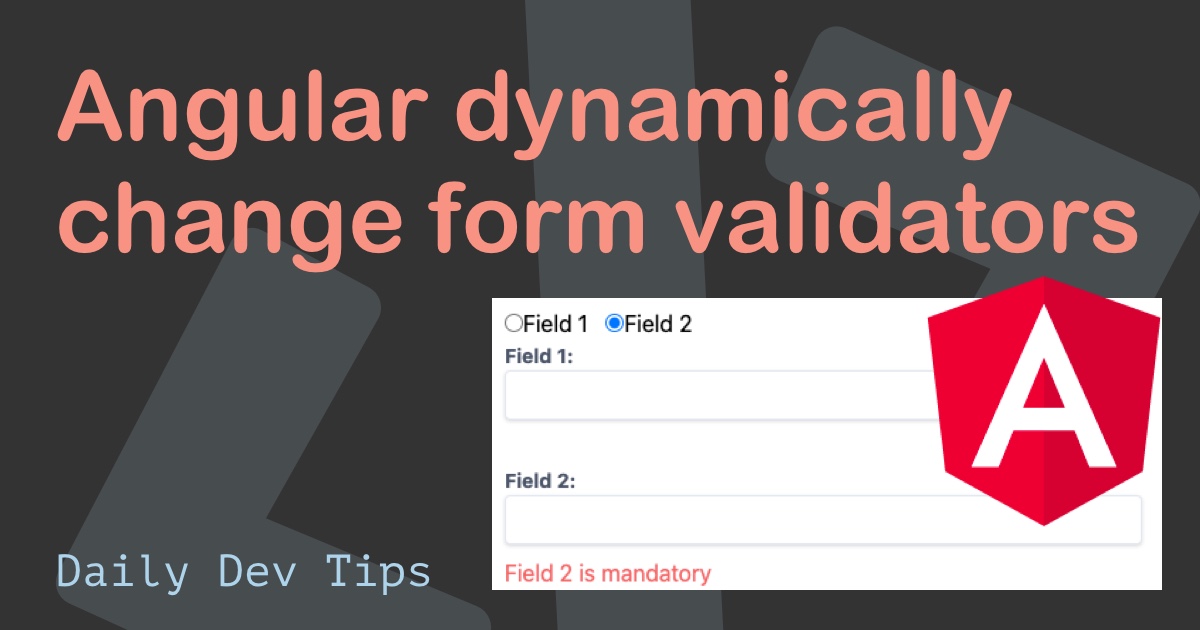 Angular dynamically
change form validators
Field 1 Field 2
Field 1:
Field 2:
Field 2 is mandatory
Daily Dev Tips